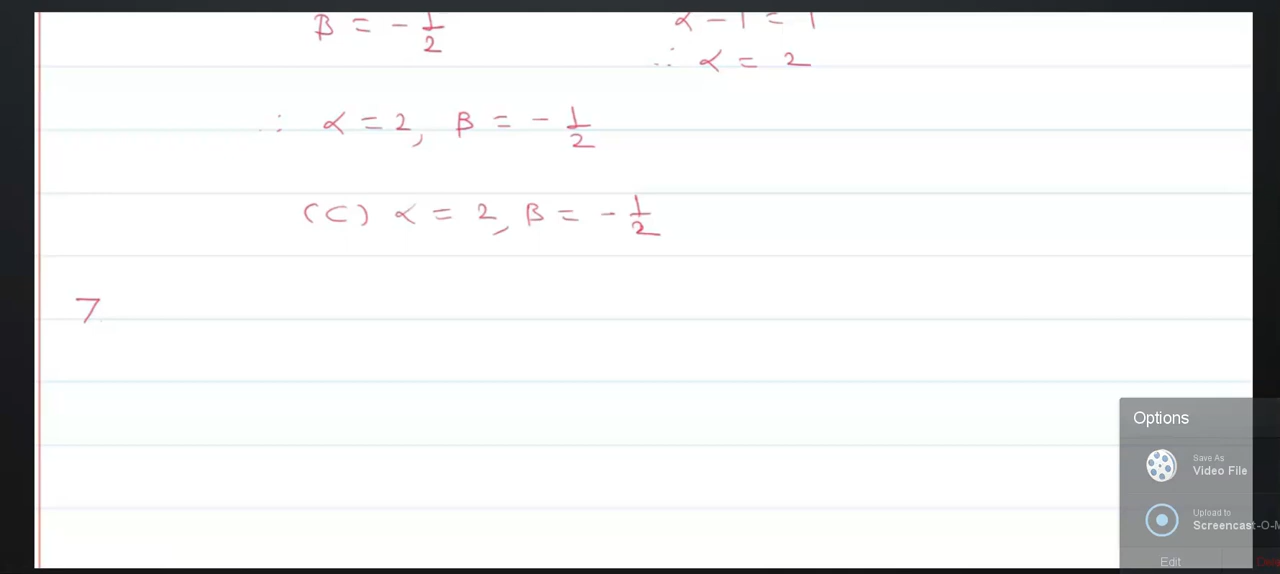 β = - 1/2
α - 1 = 1
∴ α = 2
∴ α = 2, β = - 1/2
(C) α = 2, β = - 1/2
7.
Options
Save As
Video File
Upload to
Screencast-O-M
Edit